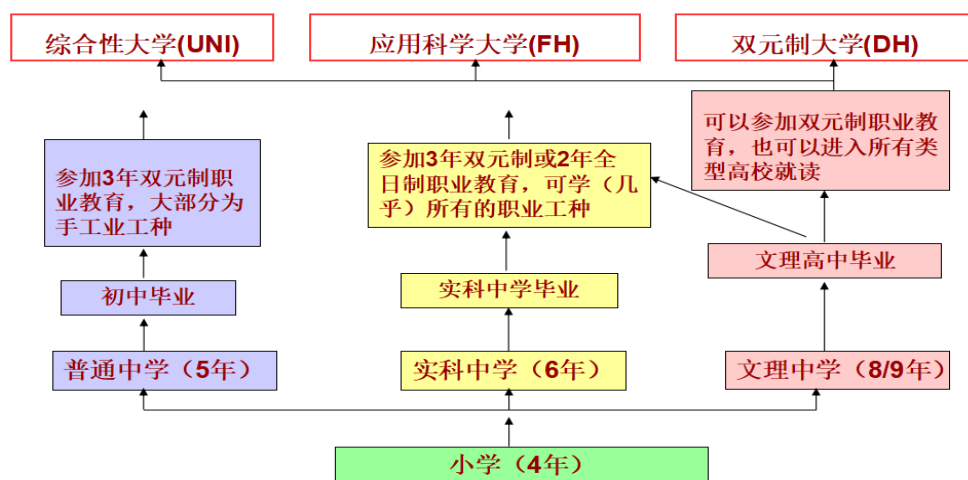 综合性大学(UNI)
应用科学大学(FH)
双元制大学(DH)
可以参加双元制职业教
育，也可以进入所有类
型高校就读
参加3年双元制职
业教育，大部分为
手工业工种
参加3年双元制或2年全
日制职业教育，可学（几
乎）所有的职业工种
文理高中毕业
初中毕业
实科中学毕业
普通中学（5年）
实科中学（6年）
文理中学（8/9年）
小学（4年）